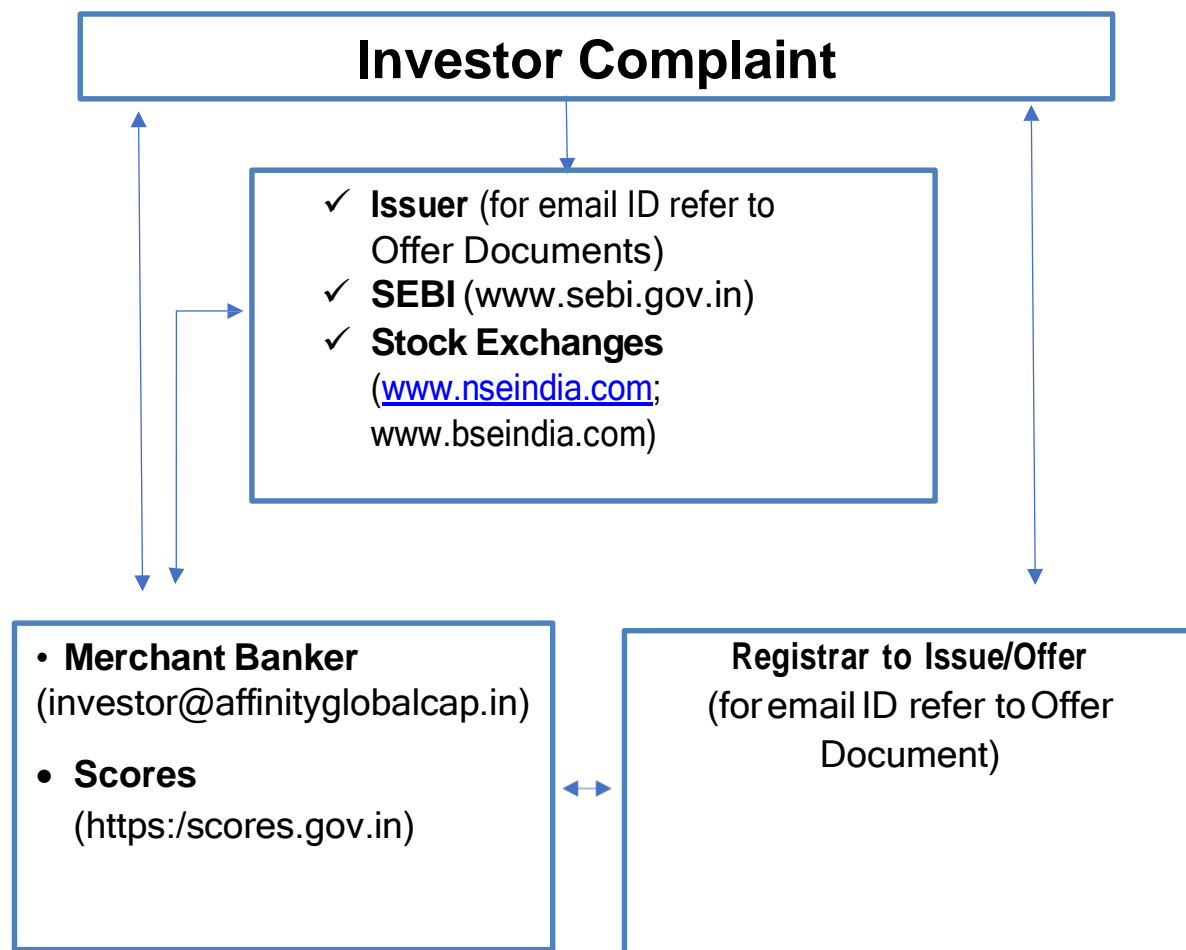 Investor Complaint
✓ Issuer (for email ID refer to
Offer Documents)
✓ SEBI (www.sebi.gov.in)
✓ Stock Exchanges
(www.nseindia.com;
www.bseindia.com)
• Merchant Banker
(investor@affinityglobalcap.in)
• Scores
(https:/scores.gov.in)
Registrar to Issue/Offer
(for email ID refer to Offer
Document)